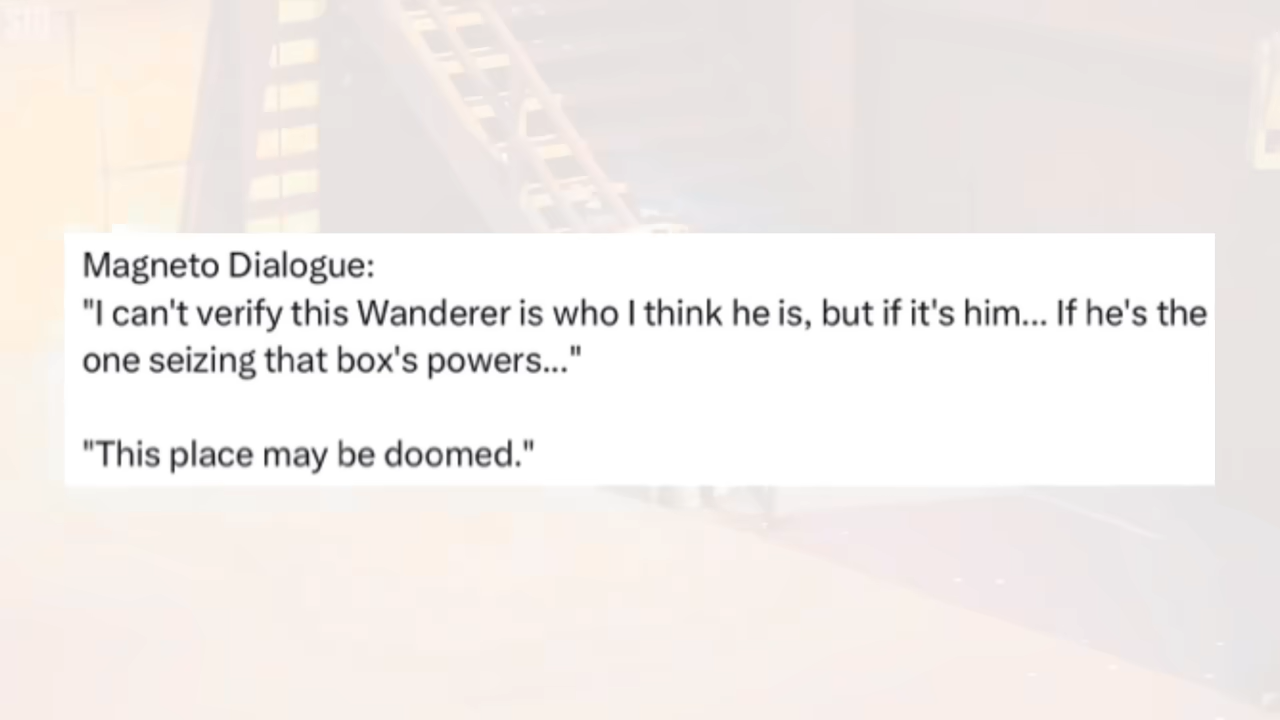 Magneto Dialogue:
"I can't verify this Wanderer is who I think he is, but if it's him... If he's the
one seizing that box's powers..."
"This place may be doomed."